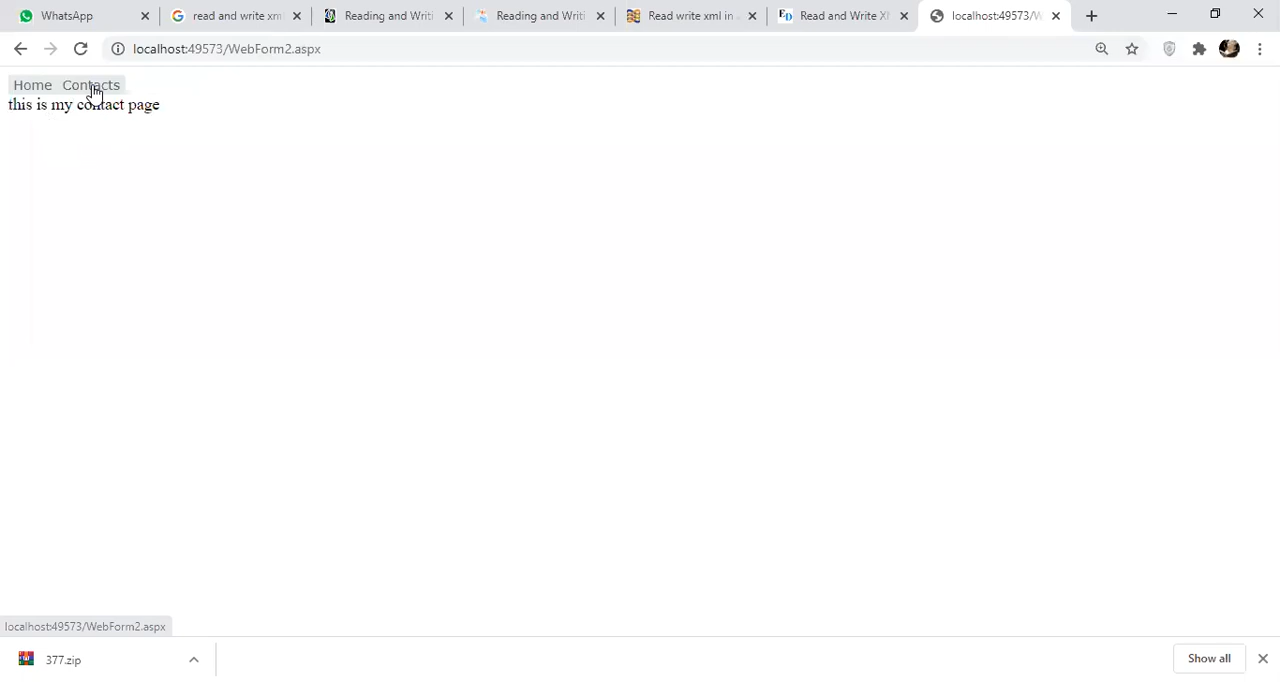 WhatsApp
read and write xm
Reading and Writi
Reading and Writi
Read write xml in
Read and Write X
localhost:49573/W
localhost:49573/WebForm2.aspx
Home Contacts
this is my contact page
localhost:49573/WebForm2.aspx
377.zip
Show all